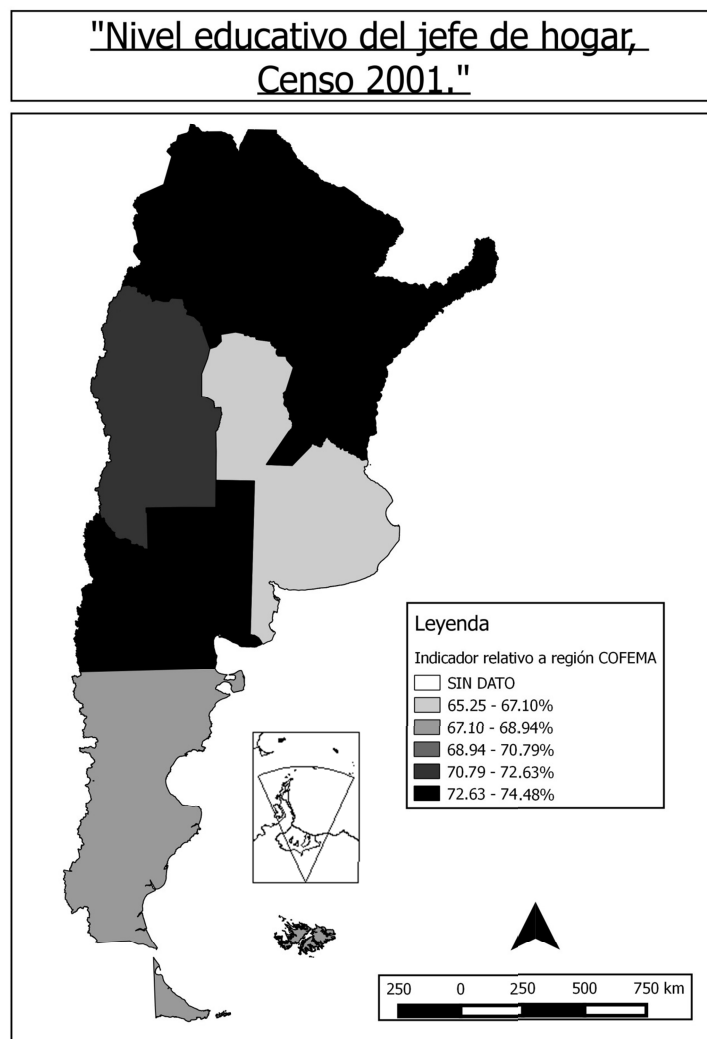 "Nivel educativo del jefe de hogar,
Censo 2001."
Leyenda
Indicador relativo a región COFEMA
SIN DATO
65.25 - 67.10%
67.10 - 68.94%
68.94 - 70.79%
70.79 - 72.63%
72.63 - 74.48%
250 0 250 500 750 km